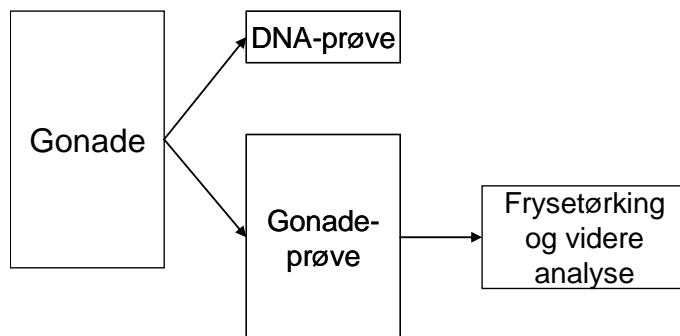 Gonade
DNA-prøve
Gonade-
prøve
Frysetørking
og videre
analyse